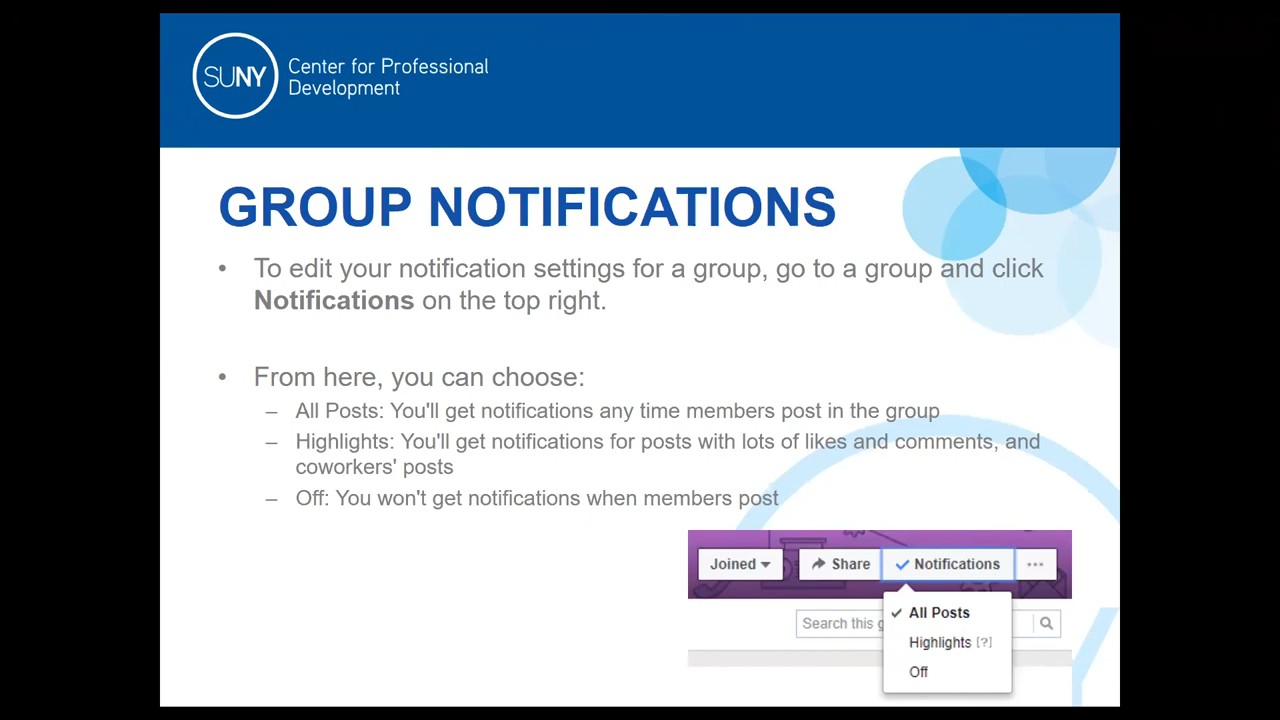 SUNY
Center for Professional
Development
GROUP NOTIFICATIONS
• To edit your notification settings for a group, go to a group and click
Notifications on the top right.
• From here, you can choose:
– All Posts: You'll get notifications any time members post in the group
– Highlights: You'll get notifications for posts with lots of likes and comments, and
coworkers' posts
– Off: You won't get notifications when members post
Joined Share Notifications ...
Search this
All Posts
Highlights [?]
Off